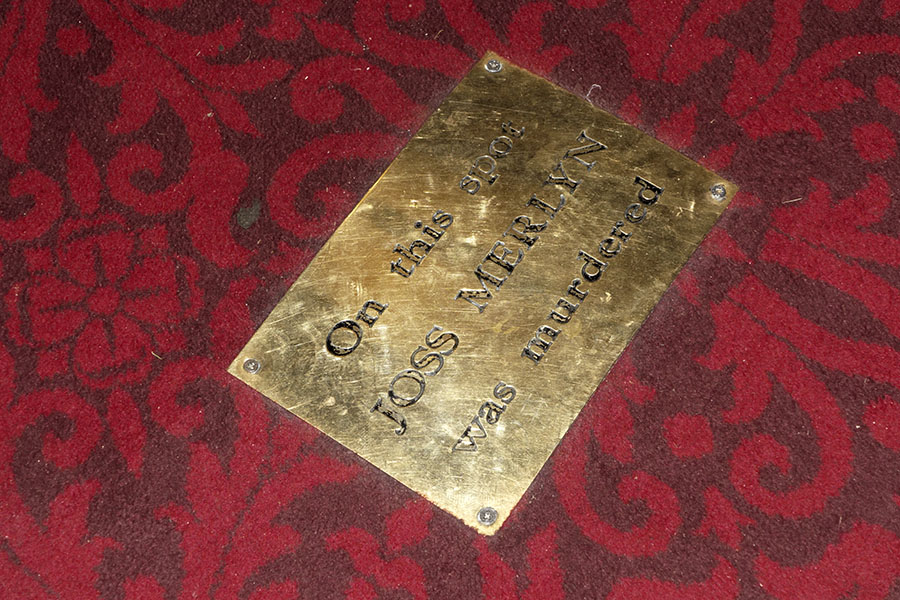 On this spot
JOSS MERLYN
was murdered